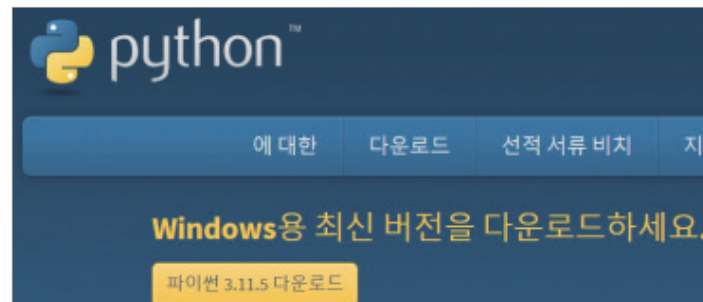 python™
에 대한 다운로드 선적 서류 비치 지
Windows용 최신 버전을 다운로드하세요.
파이썬 3.11.5 다운로드